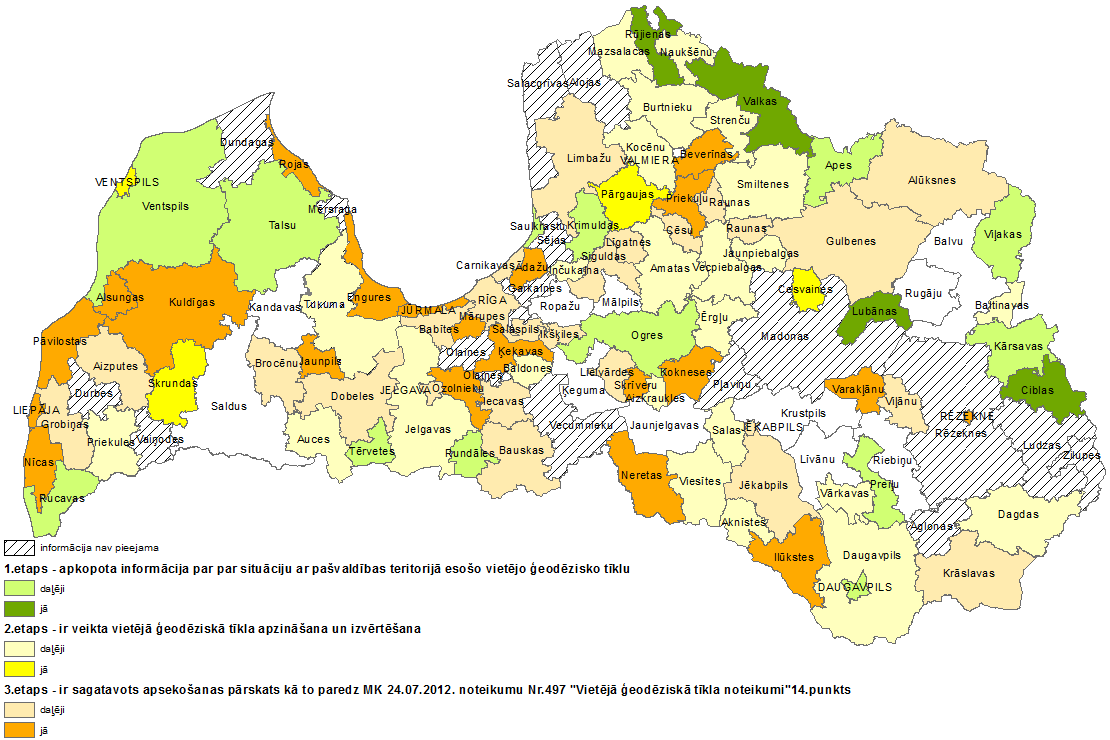 Rūjienas
Mazsalacas
Naukšēnu
Salacgrīvas
Alojas
Valkas
Burtnieku
Strenču
Dundagas
Kocēnu
VALMIERA
Beverīnas
Limbažu
Rojas
Apes
Alūksnes
VENTSPILS
Smiltenes
Pārgaujas
Priekuļu
Raunas
Ventspils
Mērsraga
Talsu
Saulkrastu
Krimuldas
Cēsu
Raunas
Gulbenes
Balvu
Viļakas
Sējas
Līgatnes
Siguldas
Jaunpiebalgas
Carnikavas
Ādažu
Inčukalna
Amatas
Vecpiebalgas
Alsungas
Kuldīgas
Engures
Garkalnes
Cesvaines
Rugāju
Kandavas
Tukuma
RĪGA
Ropažu
Mālpils
Baltinavas
JŪRMALA
Mārupes
Ērgļu
Lubānas
Pāvilostas
Babītes
Salaspils
Ikšķiles
Ogres
Madonas
Kārsavas
Aizputes
Brocēnu
Jaunpils
Olaines
Ķekavas
Baldones
Skrundas
Olaines
Lielvārdes
Kokneses
Ciblas
Durbes
JELGAVA
Ozolnieku
Ķeguma
Skrīveru
Pļaviņu
Varakļānu
LIEPĀJA
Saldus
Dobeles
Iecavas
Aizkraukles
Viļānu
Grobiņas
Krustpils
RĒZEKNE
Priekules
Vaiņodes
Auces
Jelgavas
Vecumnieku
Jaunjelgavas
Salas
JĒKABPILS
Rēzeknes
Ludzas
Nīcas
Tērvetes
Rundāles
Bauskas
Līvānu
Riebiņu
Zilupes
Neretas
Viesītes
Jēkabpils
Preiļu
Rucavas
Vārkavas
Aknīstes
Aglonas
Dagdas
Ilūkstes
Daugavpils
Krāslavas
DAUGAVPILS
informācija nav pieejama
1.etaps - apkopota informācija par par situāciju ar pašvaldības teritorijā esošo vietējo ģeodēzisko tīklu
daļēji
jā
2.etaps - ir veikta vietējā ģeodēziskā tīkla apzināšana un izvērtēšana
daļēji
jā
3.etaps - ir sagatavots apsekošanas pārskats kā to paredz MK 24.07.2012. noteikumu Nr.497 "Vietējā ģeodēziskā tīkla noteikumi"14.punkts
daļēji
jā